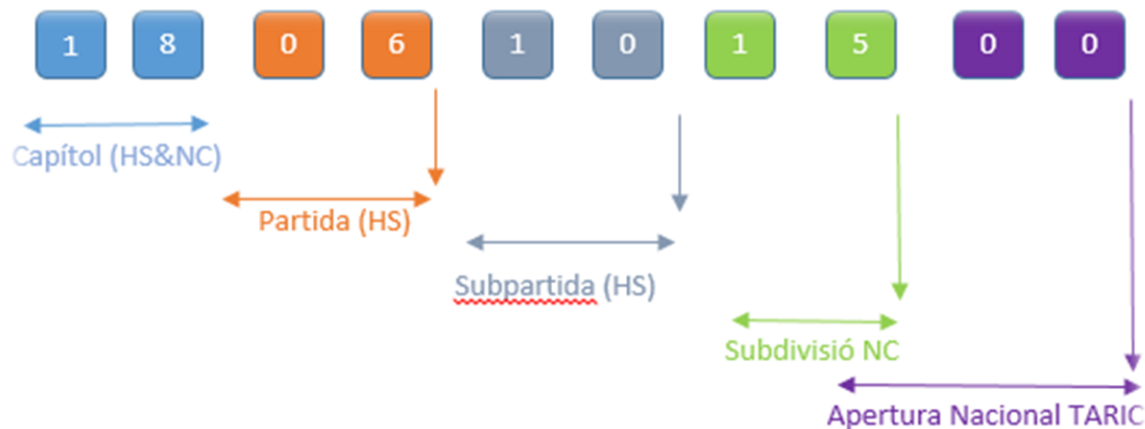 1 8 0 6 1 0 1 5 0 0
Capítol (HS&NC)
Partida (HS)
Subpartida (HS)
Subdivisió NC
Apertura Nacional TARIC